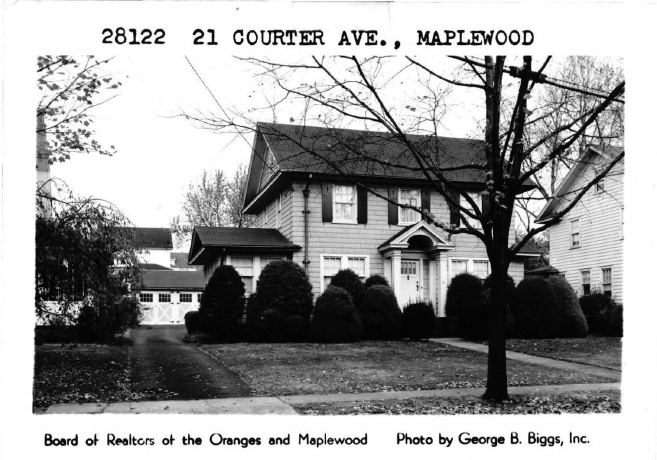 28122 21 COURTER AVE., MAPLEWOOD
Board of Realtors of the Oranges and Maplewood Photo by George B. Biggs, Inc.